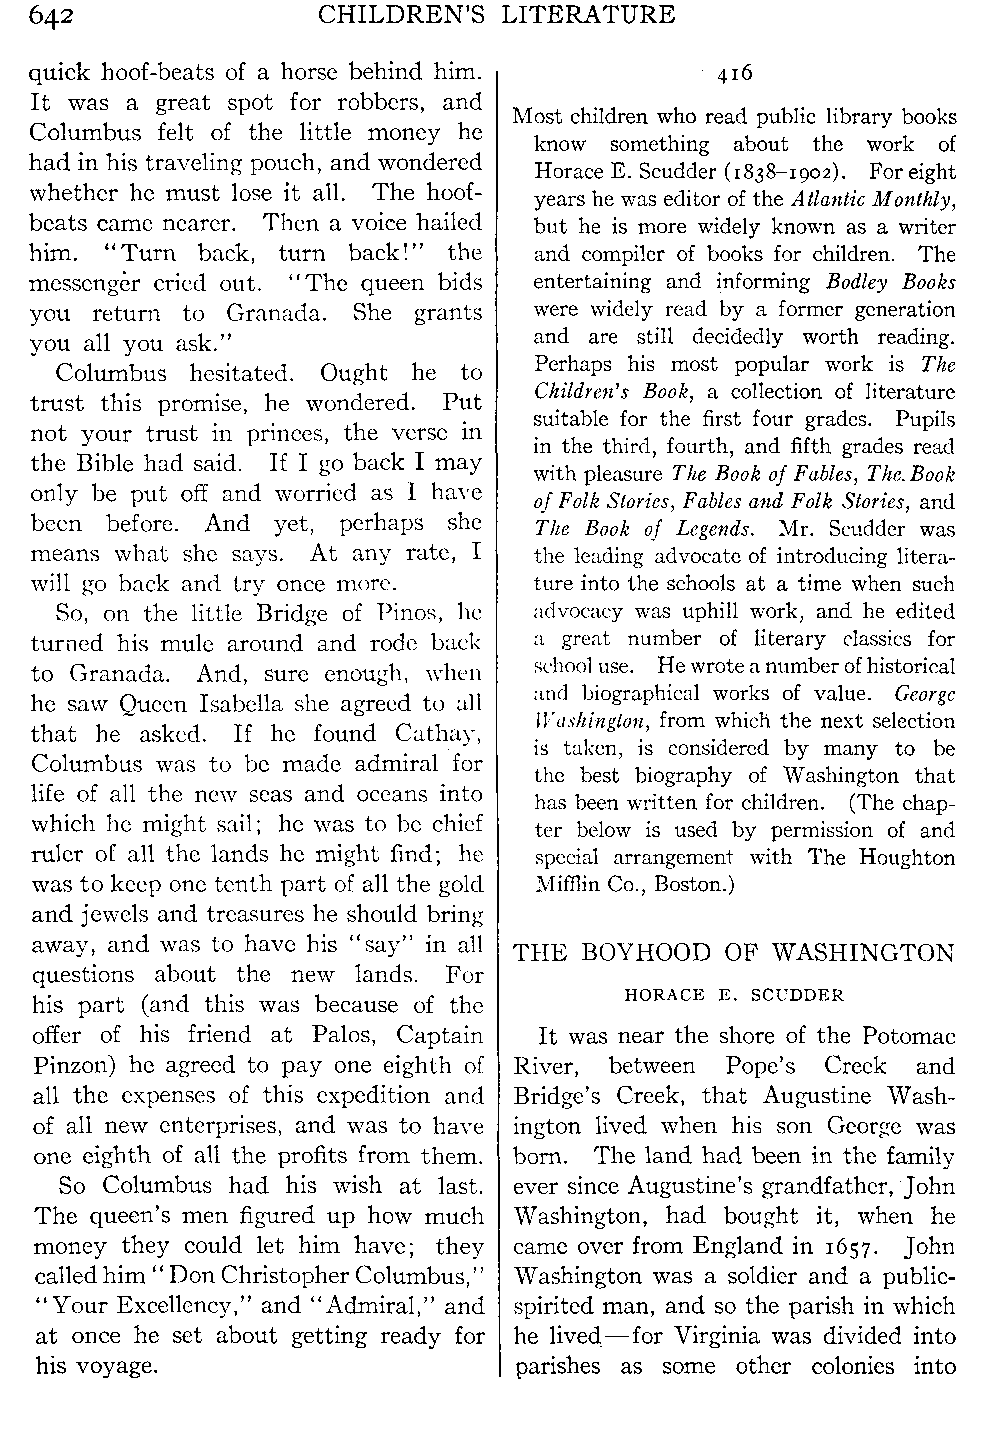 642 CHILDREN'S LITERATURE
quick hoof-beats of a horse behind him.
It was a great spot for robbers, and
Columbus felt of the little money he
had in his traveling pouch, and wondered
whether he must lose it all. The hoof-
beats came nearer. Then a voice hailed
him. "Turn back, turn back!" the
messenger cried out. "The queen bids
you return to Granada. She grants
you all you ask."
Columbus hesitated. Ought he to
trust this promise, he wondered. Put
not your trust in princes, the verse in
the Bible had said. If I go back I may
only be put off and worried as I have
been before. And yet, perhaps she
means what she says. At any rate, I
will go back and try once more.
So, on the little Bridge of Pinos, he
turned his mule around and rode back
to Granada. And, sure enough, when
he saw Queen Isabella she agreed to all
that he asked. If he found Cathay,
Columbus was to be made admiral for
life of all the new seas and oceans into
which he might sail; he was to be chief
ruler of all the lands he might find; he
was to keep one tenth part of all the gold
and jewels and treasures he should bring
away, and was to have his "say" in all
questions about the new lands. For
his part (and this was because of the
offer of his friend at Palos, Captain
Pinzon) he agreed to pay one eighth of
all the expenses of this expedition and
of all new enterprises, and was to have
one eighth of all the profits from them.
So Columbus had his wish at last.
The queen's men figured up how much
money they could let him have; they
called him "Don Christopher Columbus,"
"Your Excellency," and "Admiral," and
at once he set about getting ready for
his voyage.
416
Most children who read public library books
know something about the work of
Horace E. Scudder (1838–1902). For eight
years he was editor of the Atlantic Monthly,
but he is more widely known as a writer
and compiler of books for children. The
entertaining and informing Bodley Books
were widely read by a former generation
and are still decidedly worth reading.
Perhaps his most popular work is The
Children's Book, a collection of literature
suitable for the first four grades. Pupils
in the third, fourth, and fifth grades read
with pleasure The Book of Fables, The Book
of Folk Stories, Fables and Folk Stories, and
The Book of Legends. Mr. Scudder was
the leading advocate of introducing litera-
ture into the schools at a time when such
advocacy was uphill work, and he edited
a great number of literary classics for
school use. He wrote a number of historical
and biographical works of value. George
Washington, from which the next selection
is taken, is considered by many to be
the best biography of Washington that
has been written for children. (The chap-
ter below is used by permission of and
special arrangement with The Houghton
Mifflin Co., Boston.)
THE BOYHOOD OF WASHINGTON
HORACE E. SCUDDER
It was near the shore of the Potomac
River, between Pope's Creek and
Bridge's Creek, that Augustine Wash-
ington lived when his son George was
born. The land had been in the family
ever since Augustine's grandfather, John
Washington, had bought it, when he
came over from England in 1657. John
Washington was a soldier and a public-
spirited man, and so the parish in which
he lived—for Virginia was divided into
parishes as some other colonies into